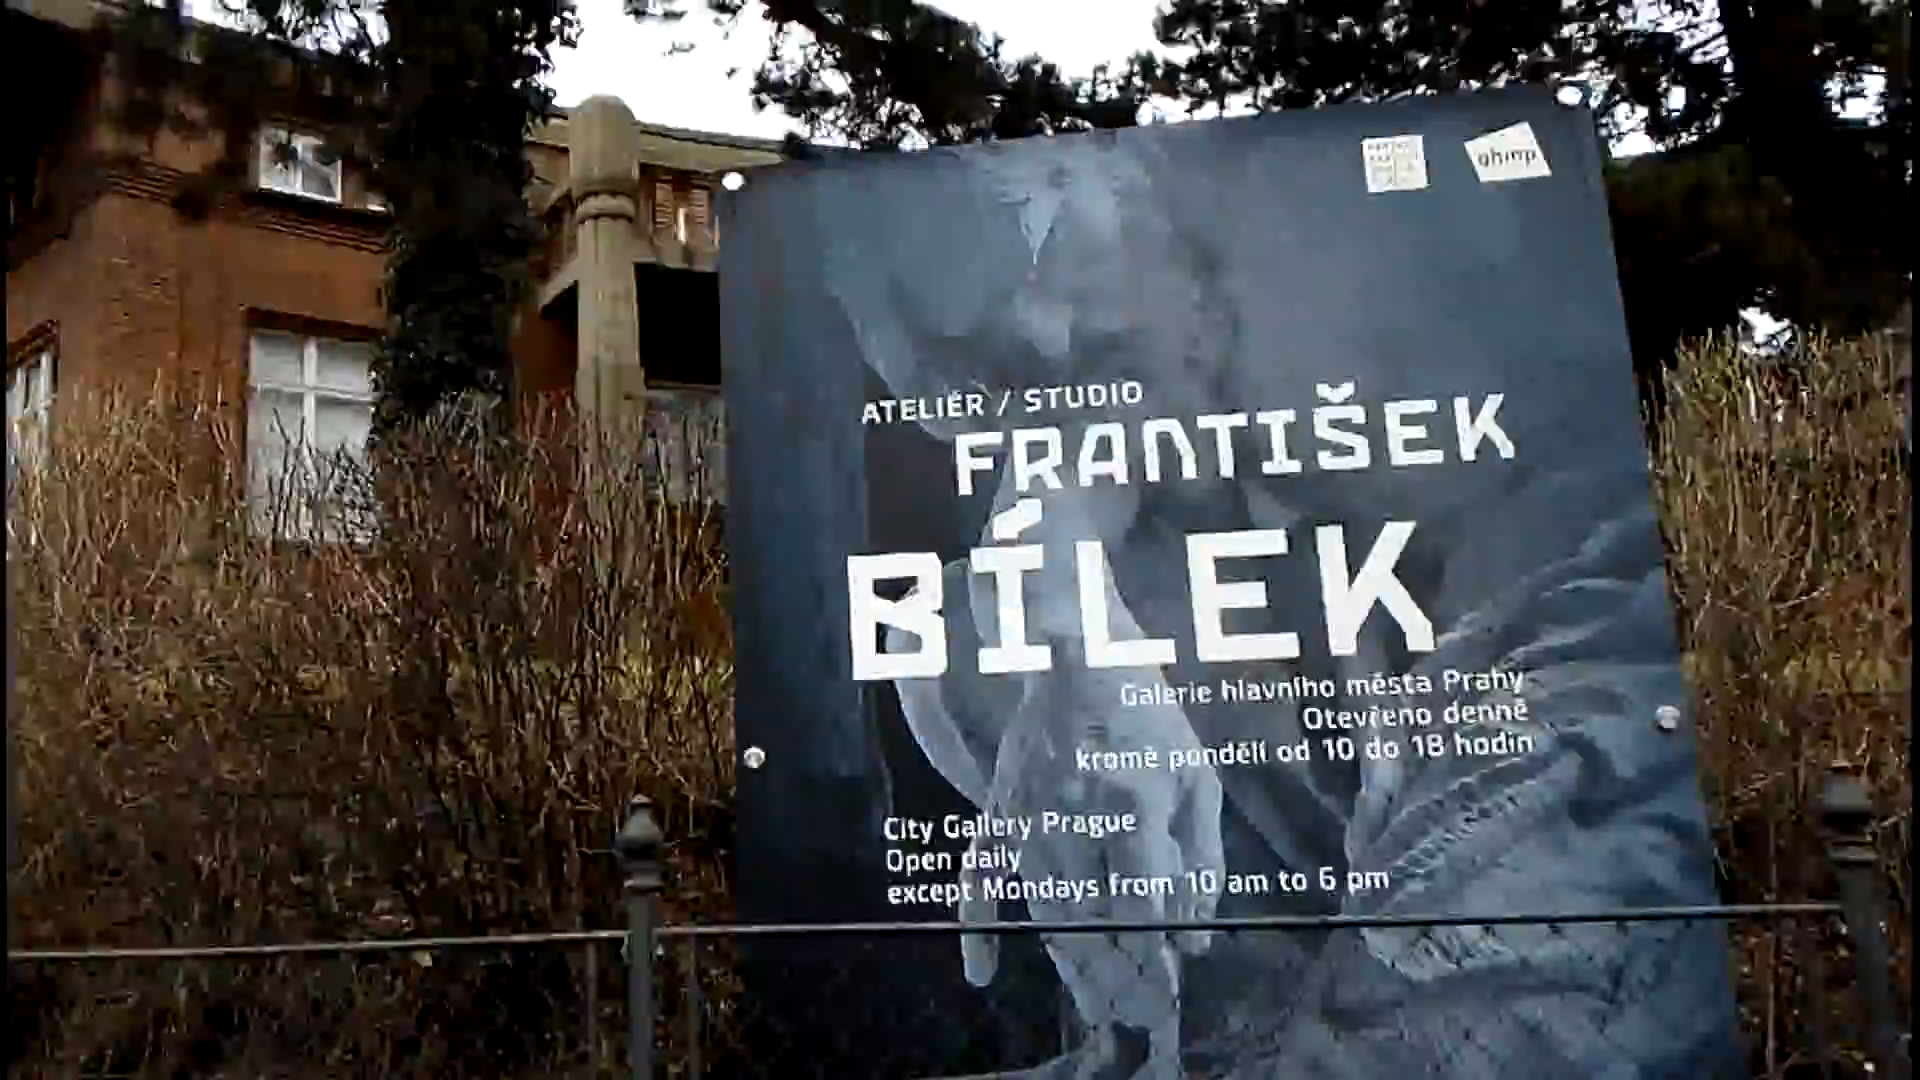 ghmp
ATELIÉR / STUDIO
FRANTIŠEK
BÍLEK
Galerie hlavního města Prahy
Otevřeno denně
kromě pondělí od 10 do 18 hodin
City Gallery Prague
Open daily
except Mondays from 10 am to 6 pm